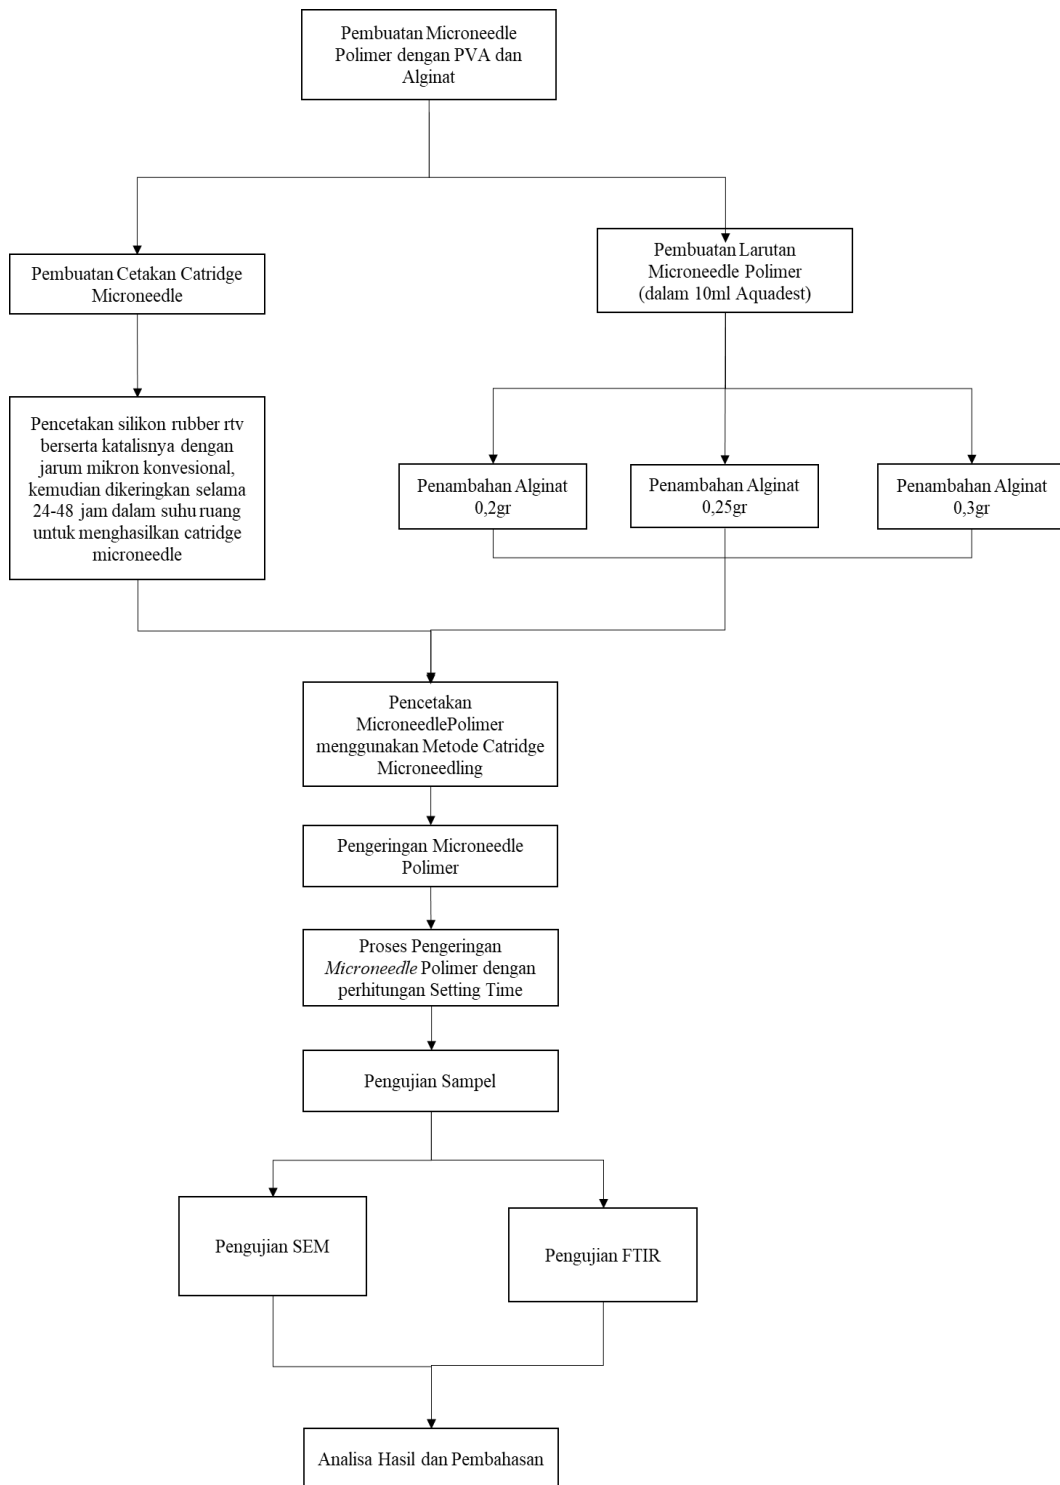 Pembuatan Microneedle
Polimer dengan PVA dan
Alginat
Pembuatan Cetakan Catridge
Microneedle
Pembuatan Larutan
Microneedle Polimer
(dalam 10ml Aquadest)
Pencetakan silikon rubber rtv
berserta katalisnya dengan
jarum mikron konvesional,
kemudian dikeringkan selama
24-48 jam dalam suhu ruang
untuk menghasilkan catridge
microneedle
Penambahan Alginat
0,2gr
Penambahan Alginat
0,25gr
Penambahan Alginat
0,3gr
Pencetakan
MicroneedlePolimer
menggunakan Metode Catridge
Microneedling
Pengeringan Microneedle
Polimer
Proses Pengeringan
Microneedle Polimer dengan
perhitungan Setting Time
Pengujian Sampel
Pengujian SEM
Pengujian FTIR
Analisa Hasil dan Pembahasan